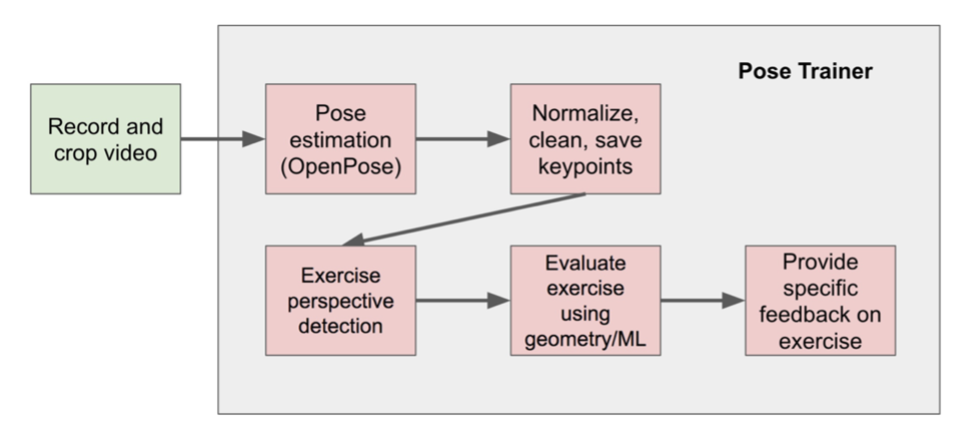 Pose Trainer
Record and
crop video
Pose
estimation
(OpenPose)
Normalize,
clean, save
keypoints
Exercise
perspective
detection
Evaluate
exercise
using
geometry/ML
Provide
specific
feedback on
exercise